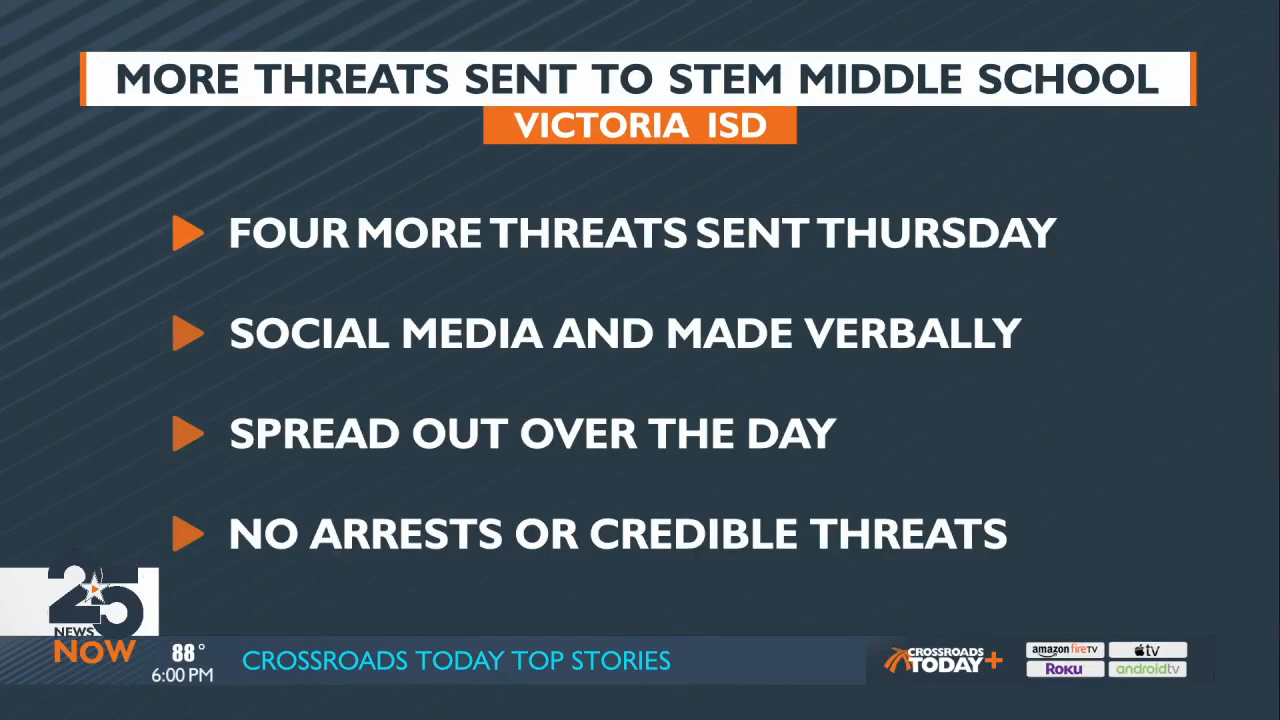 MORE THREATS SENT TO STEM MIDDLE SCHOOL
VICTORIA ISD
FOUR MORE THREATS SENT THURSDAY
SOCIAL MEDIA AND MADE VERBALLY
SPREAD OUT OVER THE DAY
NO ARRESTS OR CREDIBLE THREATS
25
NEWS
NOW
88°
6:00 PM
CROSSROADS TODAY TOP STORIES
CROSSROADS
TODAY+
amazon fireTV
tv
ROKU
androidtv